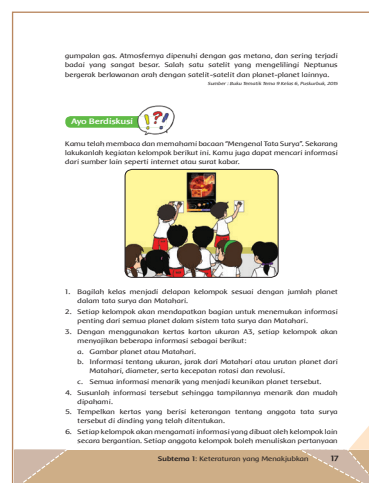 gumpalan gas. Atmosfernya dipenuhi dengan gas metana, dan sering terjadi
badai yang sangat besar. Salah satu satelit yang mengelilingi Neptunus
bergerak berlawanan arah dengan satelit-satelit dan planet-planet lainnya.
Sumber : Buku Tematik Tema 9 Kelas 6, Puskurbuk, 2015
Ayo Berdiskusi
Kamu telah membaca dan memahami bacaan "Mengenal Tata Surya". Sekarang
lakukanlah kegiatan kelompok berikut ini. Kamu juga dapat mencari informasi
dari sumber lain seperti internet atau surat kabar.
1. Bagilah kelas menjadi delapan kelompok sesuai dengan jumlah planet
dalam tata surya dan Matahari.
2. Setiap kelompok akan mendapatkan bagian untuk menemukan informasi
penting dari semua planet dalam sistem tata surya dan Matahari.
3. Dengan menggunakan kertas karton ukuran A3, setiap kelompok akan
menyajikan beberapa informasi sebagai berikut:
a. Gambar planet atau Matahari.
b. Informasi tentang ukuran, jarak dari Matahari atau urutan planet dari
Matahari, diameter, serta kecepatan rotasi dan revolusi.
c. Semua informasi menarik yang menjadi keunikan planet tersebut.
4. Susunlah informasi tersebut sehingga tampilannya menarik dan mudah
dipahami.
5. Tempelkan kertas yang berisi keterangan tentang anggota tata surya
tersebut di dinding yang telah ditentukan.
6. Setiap kelompok akan mengamati informasi yang dibuat oleh kelompok lain
secara bergantian. Setiap anggota kelompok boleh menuliskan pertanyaan
Subtema 1: Keteraturan yang Menakjubkan 17